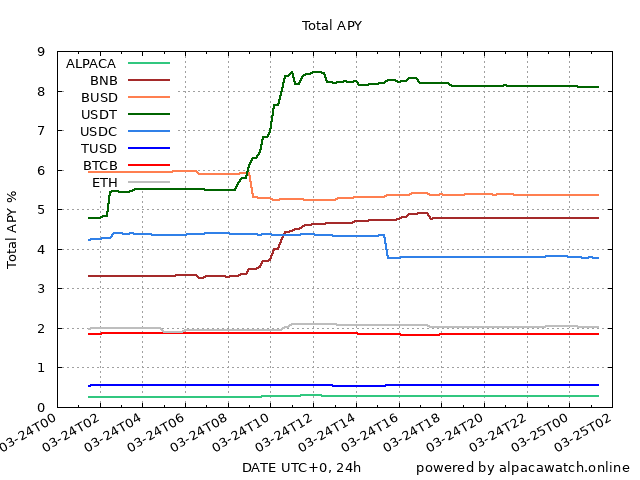 Total APY
Total APY %
9
8
7
6
5
4
3
2
1
0
ALPACA
BNB
BUSD
USDT
USDC
TUSD
BTCB
ETH
03-24T00
03-24T02
03-24T04
03-24T06
03-24T08
03-24T10
03-24T12
03-24T14
03-24T16
03-24T18
03-24T20
03-24T22
03-25T00
03-25T02
DATE UTC+0, 24h
powered by alpacawatch.online